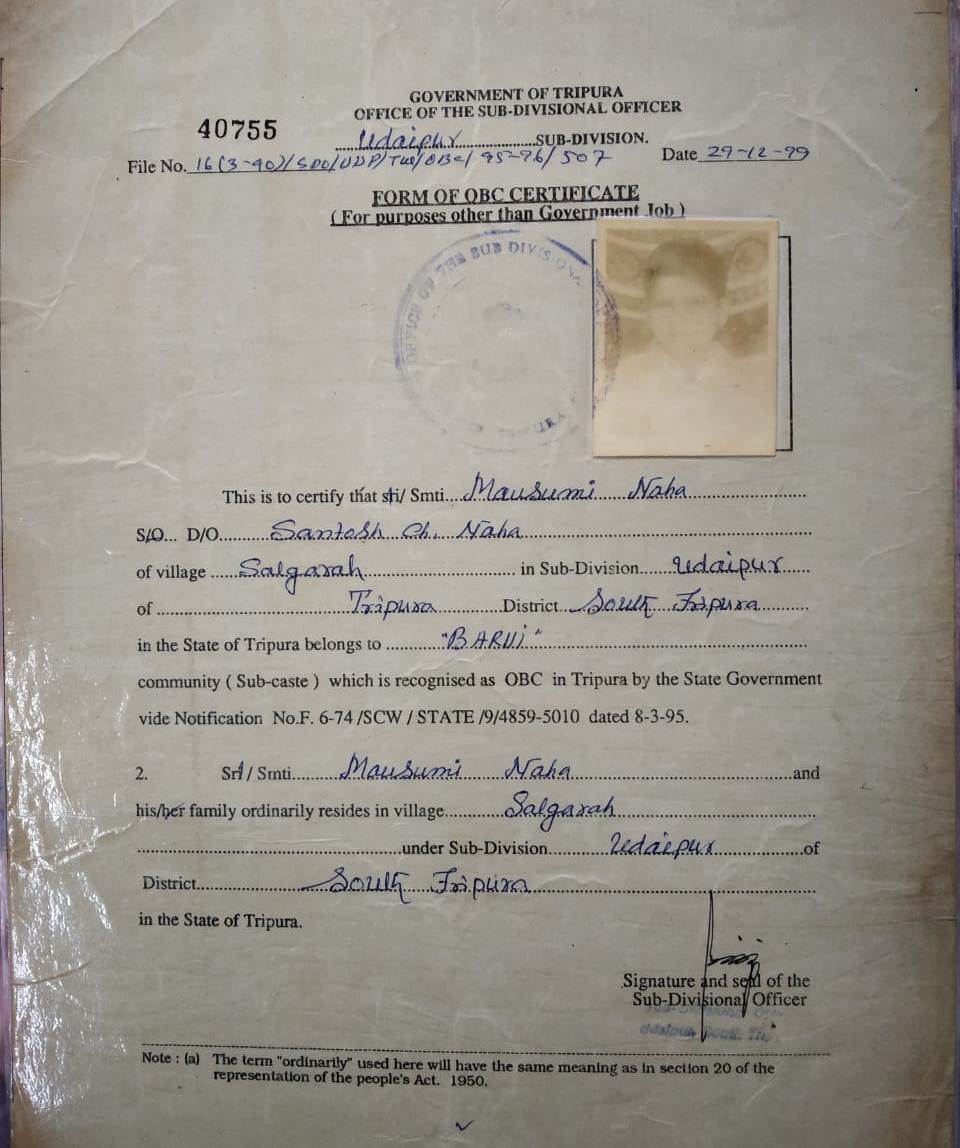 GOVERNMENT OF TRIPURA
OFFICE OF THE SUB-DIVISIONAL OFFICER
40755
Udaipur SUB-DIVISION.
File No. 16(3-40)/SDO/UDP/TW/OBC/95-96/507 Date 29-12-99
FORM OF OBC CERTIFICATE
( For purposes other than Government Job )
OFFICE OF THE SUB DIVISIONAL
This is to certify that sri/ Smti....Mausumi Naha
S/O... D/O.........Santosh Ch. Naha
of village .....Salgarah.............. in Sub-Division.....Udaipur
of ..............Tripura..............District...South Tripura
in the State of Tripura belongs to ............"BARUi"
community ( Sub-caste ) which is recognised as OBC in Tripura by the State Government
vide Notification No.F. 6-74 /SCW / STATE /9/4859-5010 dated 8-3-95.
2. Sri / Smti.........Mausumi Naha..............and
his/her family ordinarily resides in village............Salgarah
..............under Sub-Division............Udaipur............of
District..............South Tripura
in the State of Tripura.
Signature and seal of the
Sub-Divisional Officer
Note : (a) The term "ordinarily" used here will have the same meaning as in section 20 of the
representation of the people's Act. 1950.